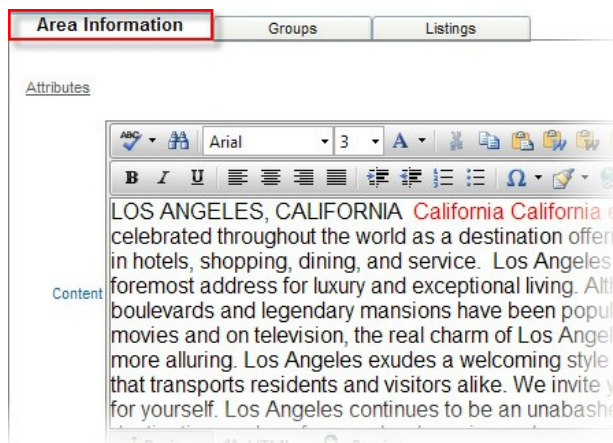 Area Information Groups Listings
Attributes
ABC Arial 3 A
B I U Ω
LOS ANGELES, CALIFORNIA California California
celebrated throughout the world as a destination offeri
in hotels, shopping, dining, and service. Los Angeles
Content foremost address for luxury and exceptional living. Alt
boulevards and legendary mansions have been popul
movies and on television, the real charm of Los Angel
more alluring. Los Angeles exudes a welcoming style
that transports residents and visitors alike. We invite y
for yourself. Los Angeles continues to be an unabashe